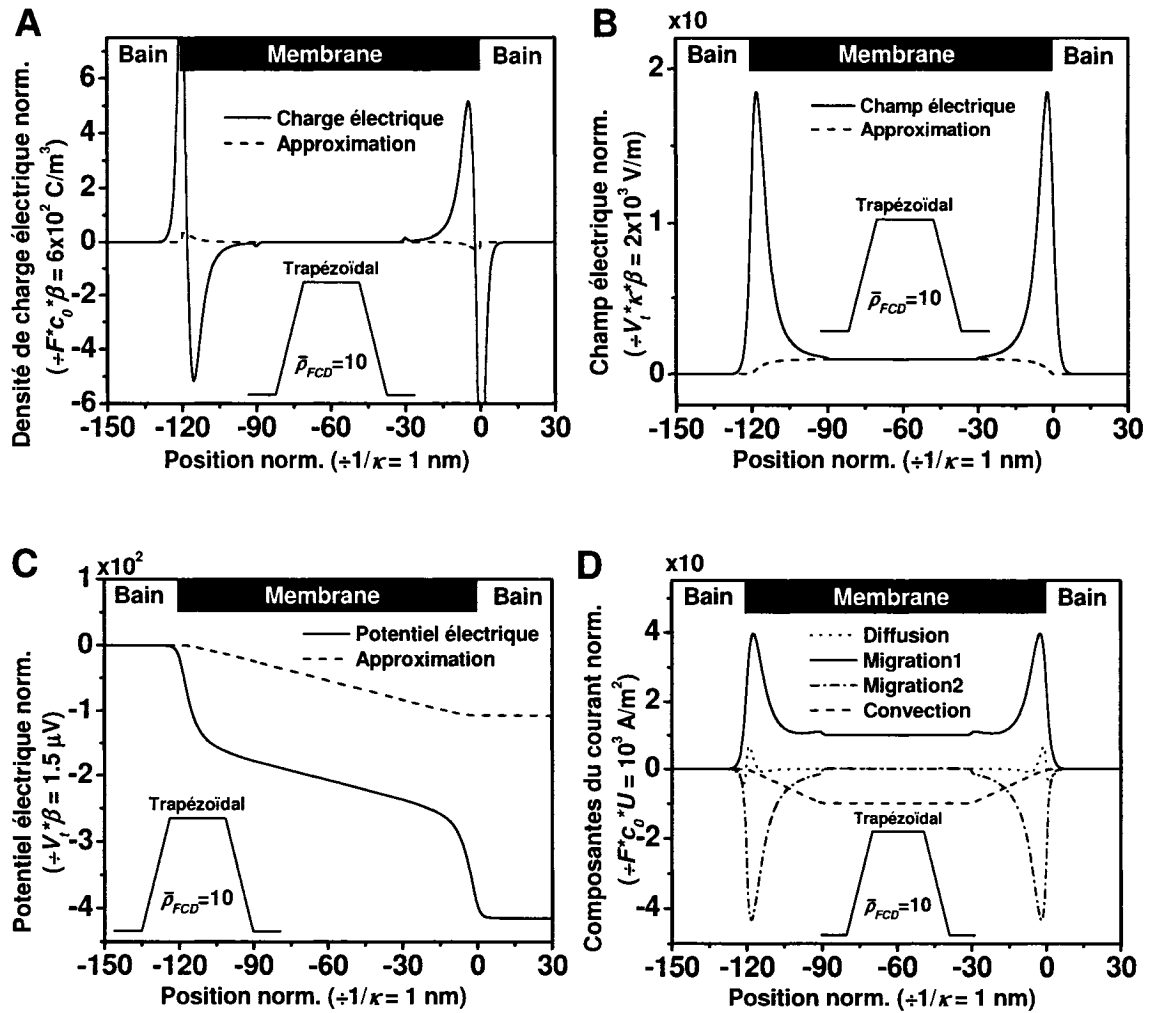 A
Bain
Membrane
Bain
Charge électrique
Approximation
Trapézoïdal
ρ̄FCD=10
6
4
2
0
-2
-4
-6
-150 -120 -90 -60 -30 0 30
Densité de charge électrique norm.
(÷F*c0*β = 6x10² C/m³)
Position norm. (÷1/κ = 1 nm)
B
x10
Bain
Membrane
Bain
Champ électrique
Approximation
Trapézoïdal
ρ̄FCD=10
2
1
0
-150 -120 -90 -60 -30 0 30
Champ électrique norm.
(÷Vt*κ*β = 2x10³ V/m)
Position norm. (÷1/κ = 1 nm)
C
x10²
Bain
Membrane
Bain
Potentiel électrique
Approximation
Trapézoïdal
ρ̄FCD=10
1
0
-1
-2
-3
-4
-150 -120 -90 -60 -30 0 30
Potentiel électrique norm.
(÷Vt*β = 1.5 µV)
Position norm. (÷1/κ = 1 nm)
D
x10
Bain
Membrane
Bain
Diffusion
Migration1
Migration2
Convection
Trapézoïdal
ρ̄FCD=10
4
2
0
-2
-4
-150 -120 -90 -60 -30 0 30
Composantes du courant norm.
(÷F*c0*U = 10³ A/m²)
Position norm. (÷1/κ = 1 nm)